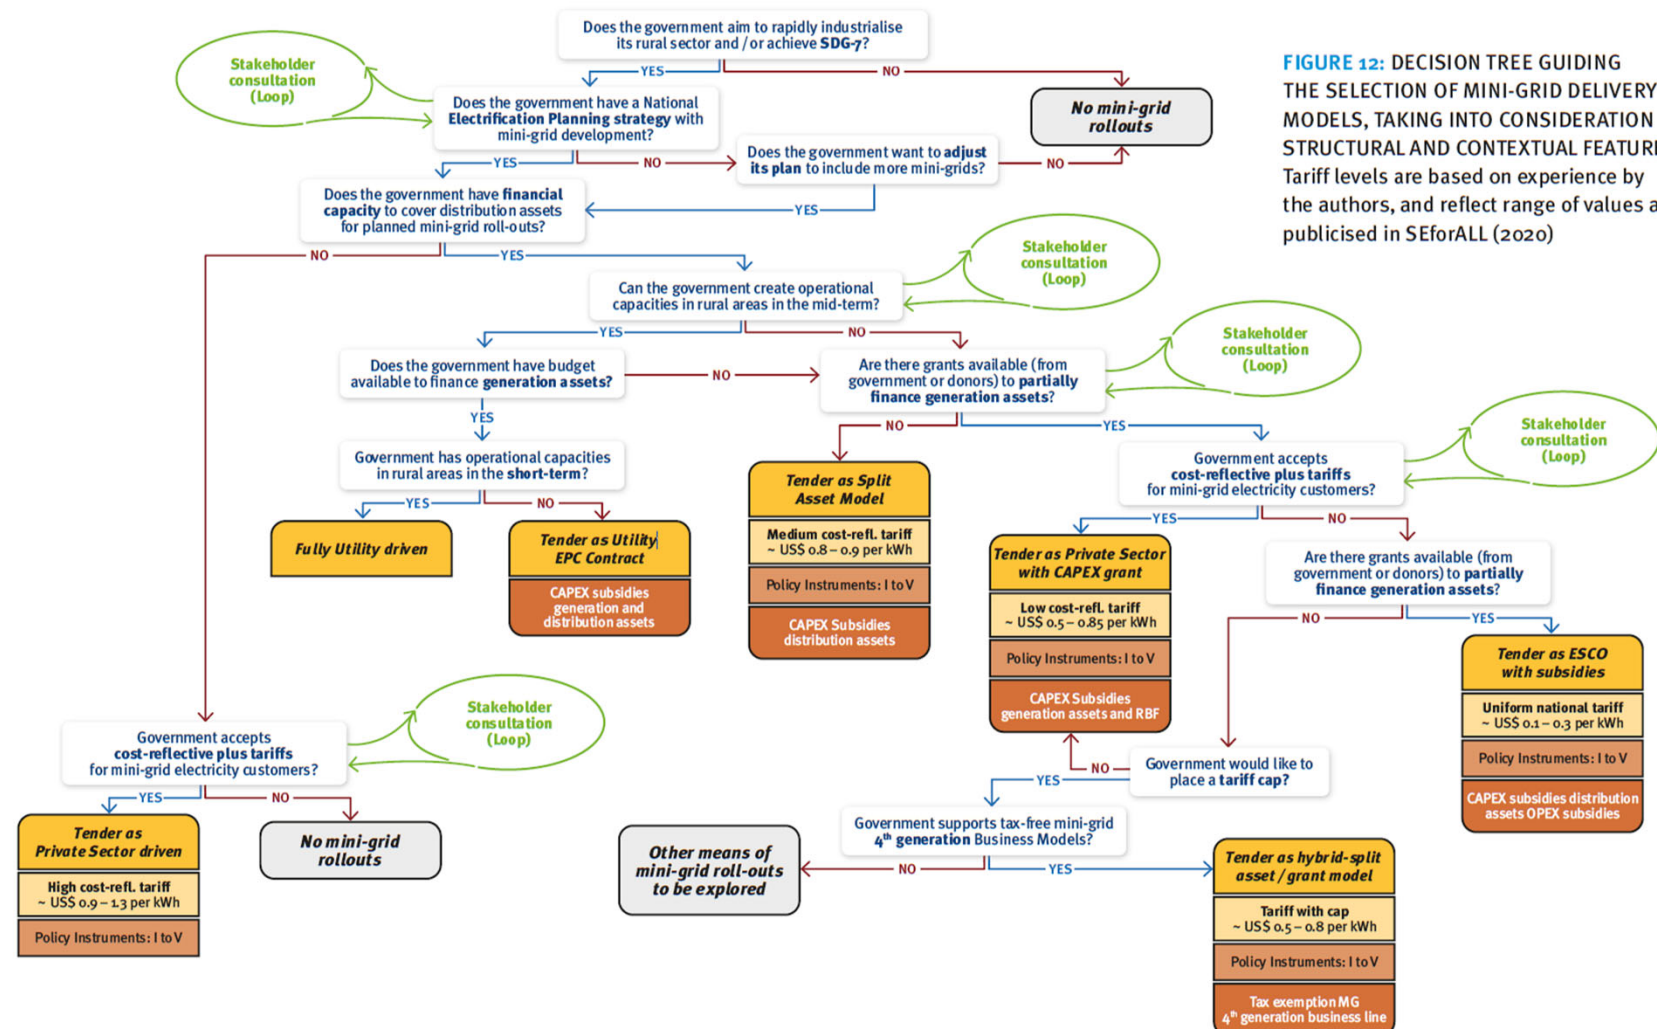 Does the government aim to rapidly industrialise
its rural sector and / or achieve SDG-7?
FIGURE 12: DECISION TREE GUIDING
THE SELECTION OF MINI-GRID DELIVERY
MODELS, TAKING INTO CONSIDERATION
STRUCTURAL AND CONTEXTUAL FEATUR
Tariff levels are based on experience by
the authors, and reflect range of values a
publicised in SEforALL (2020)
YES
NO
Stakeholder
consultation
(Loop)
Does the government have a National
Electrification Planning strategy with
mini-grid development?
No mini-grid
rollouts
YES
NO
Does the government want to adjust
its plan to include more mini-grids?
NO
YES
Does the government have financial
capacity to cover distribution assets
for planned mini-grid roll-outs?
NO
YES
Can the government create operational
capacities in rural areas in the mid-term?
Stakeholder
consultation
(Loop)
YES
NO
Does the government have budget
available to finance generation assets?
NO
Are there grants available (from
government or donors) to partially
finance generation assets?
Stakeholder
consultation
(Loop)
YES
NO
YES
Government has operational capacities
in rural areas in the short-term?
YES
NO
Fully Utility driven
Tender as Utility
EPC Contract
CAPEX subsidies
generation and
distribution assets
Tender as Split
Asset Model
Medium cost-refl. tariff
~ US$ 0.8 – 0.9 per kWh
Policy Instruments: I to V
CAPEX Subsidies
distribution assets
Government accepts
cost-reflective plus tariffs
for mini-grid electricity customers?
Stakeholder
consultation
(Loop)
YES
NO
Tender as Private Sector
with CAPEX grant
Low cost-refl. tariff
~ US$ 0.5 – 0.85 per kWh
Policy Instruments: I to V
CAPEX Subsidies
generation assets and RBF
Are there grants available (from
government or donors) to partially
finance generation assets?
NO
YES
Tender as ESCO
with subsidies
Uniform national tariff
~ US$ 0.1 – 0.3 per kWh
Policy Instruments: I to V
CAPEX subsidies distribution
assets OPEX subsidies
Government accepts
cost-reflective plus tariffs
for mini-grid electricity customers?
Stakeholder
consultation
(Loop)
YES
NO
Tender as
Private Sector driven
High cost-refl. tariff
~ US$ 0.9 – 1.3 per kWh
Policy Instruments: I to V
No mini-grid
rollouts
Government would like to
place a tariff cap?
NO
YES
Government supports tax-free mini-grid
4th generation Business Models?
NO
YES
Other means of
mini-grid roll-outs
to be explored
Tender as hybrid-split
asset / grant model
Tariff with cap
~ US$ 0.5 – 0.8 per kWh
Policy Instruments: I to V
Tax exemption MG
4th generation business line